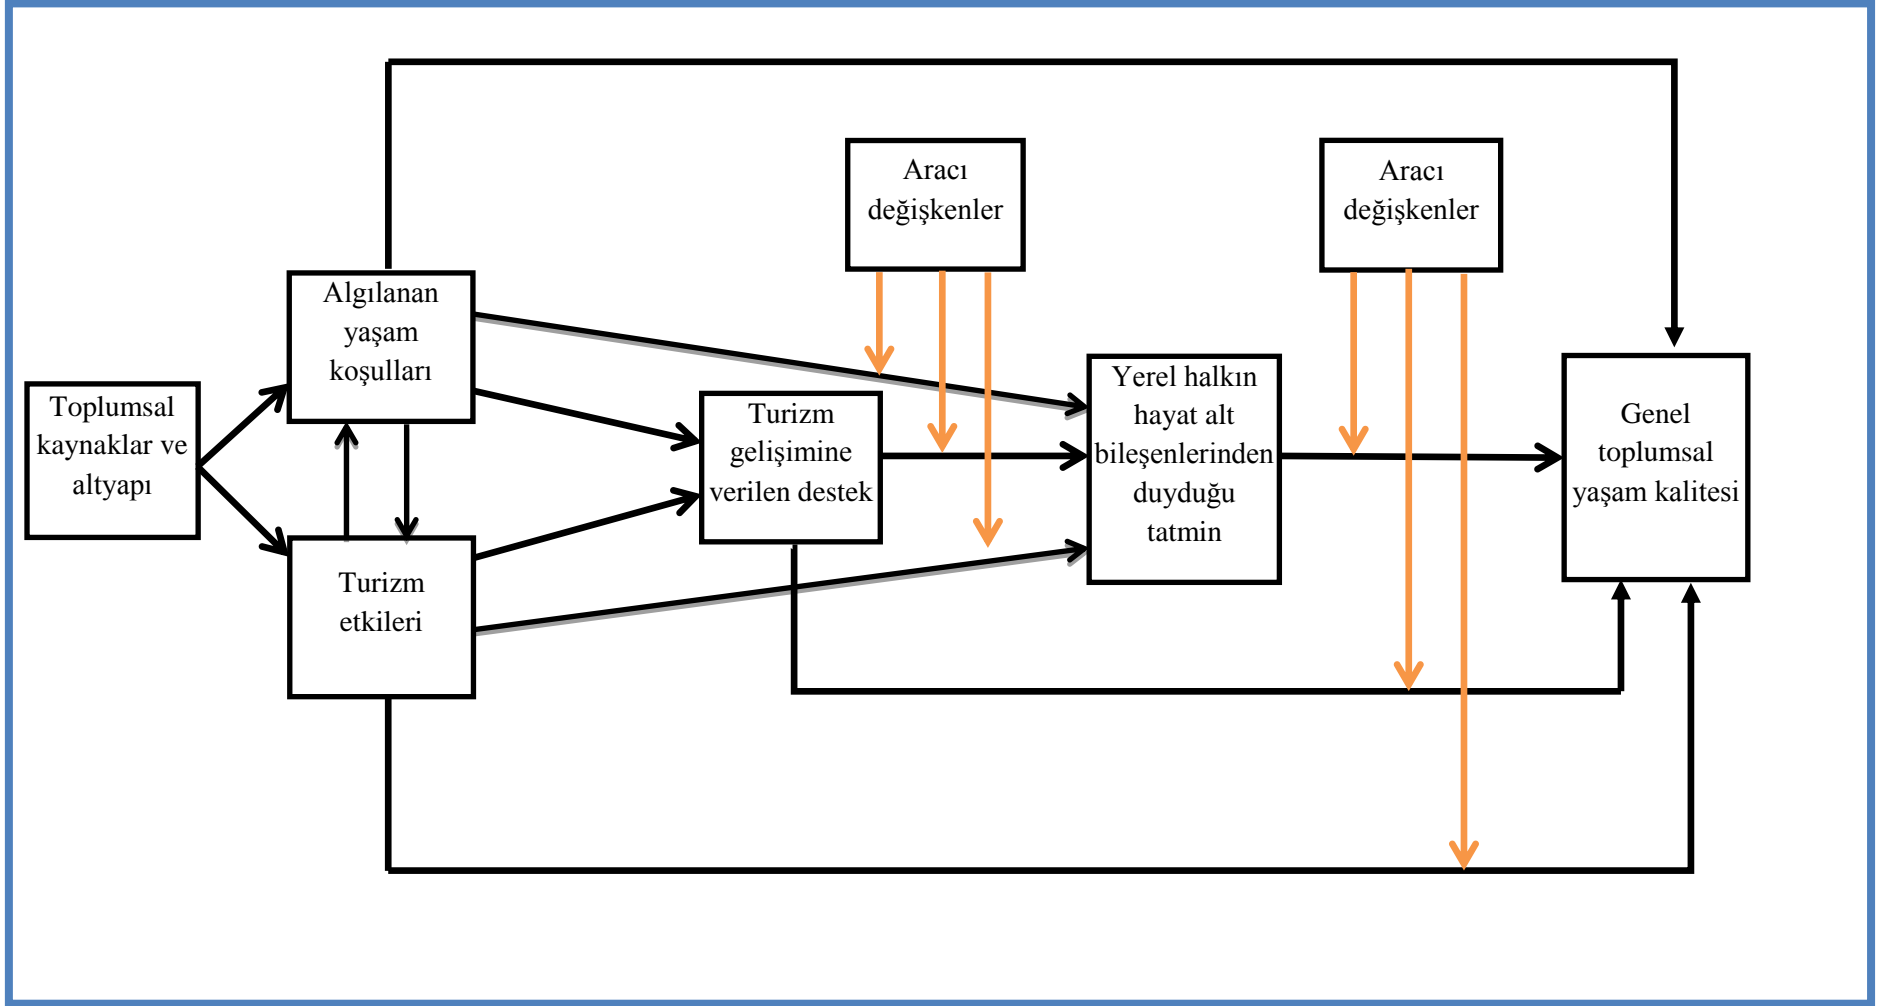 Toplumsal
kaynaklar ve
altyapı
Algılanan
yaşam
koşulları
Turizm
etkileri
Turizm
gelişimine
verilen destek
Aracı
değişkenler
Yerel halkın
hayat alt
bileşenlerinden
duyduğu
tatmin
Aracı
değişkenler
Genel
toplumsal
yaşam kalitesi